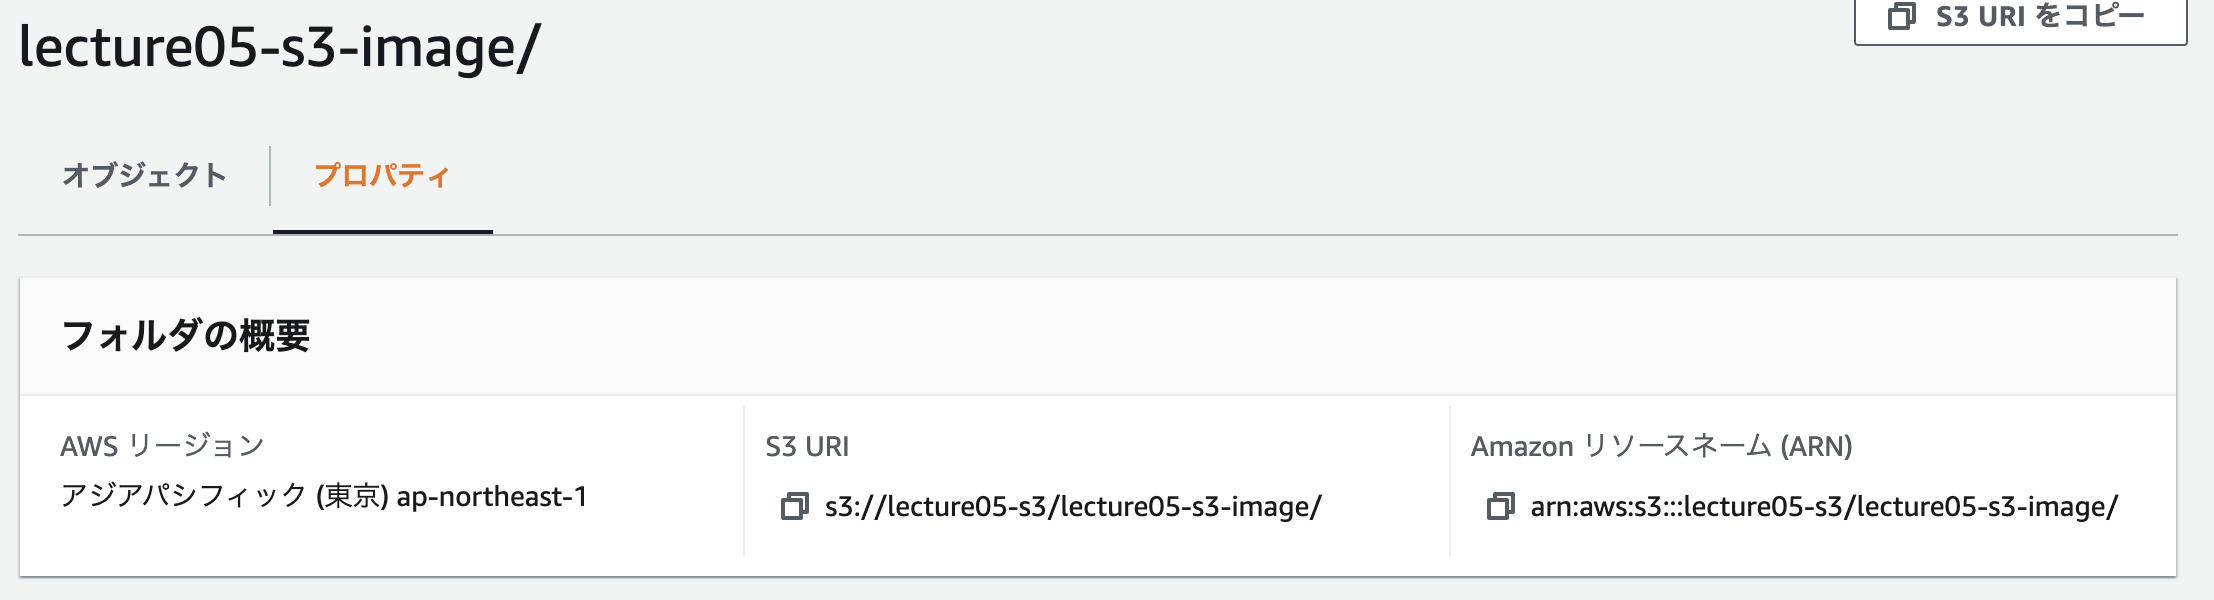 S3 URI をコピー
lecture05-s3-image/
オブジェクト
プロパティ
フォルダの概要
AWS リージョン
アジアパシフィック (東京) ap-northeast-1
S3 URI
s3://lecture05-s3/lecture05-s3-image/
Amazon リソースネーム (ARN)
arn:aws:s3:::lecture05-s3/lecture05-s3-image/